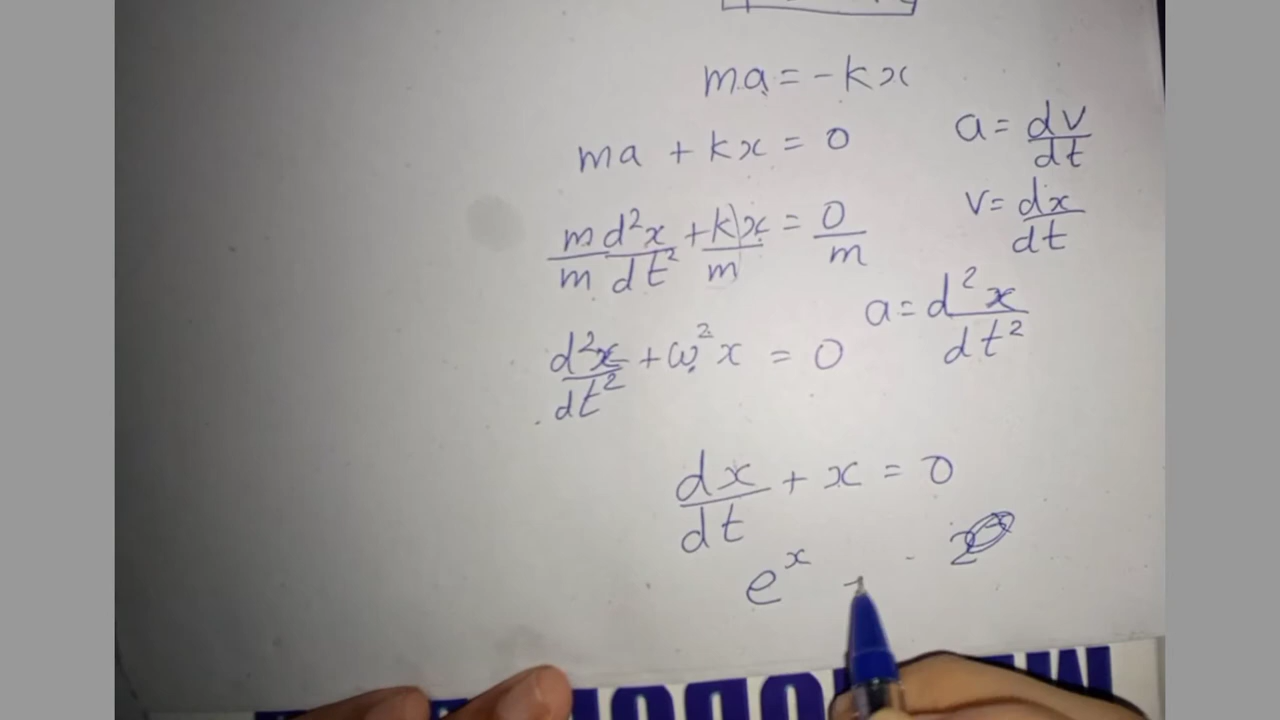 ma = -kx
ma + kx = 0
a = dv/dt
v = dx/dt
m/m d²x/dt² + k/m x = 0/m
a = d²x/dt²
d²x/dt² + ω²x = 0
dx/dt + x = 0
eˣ